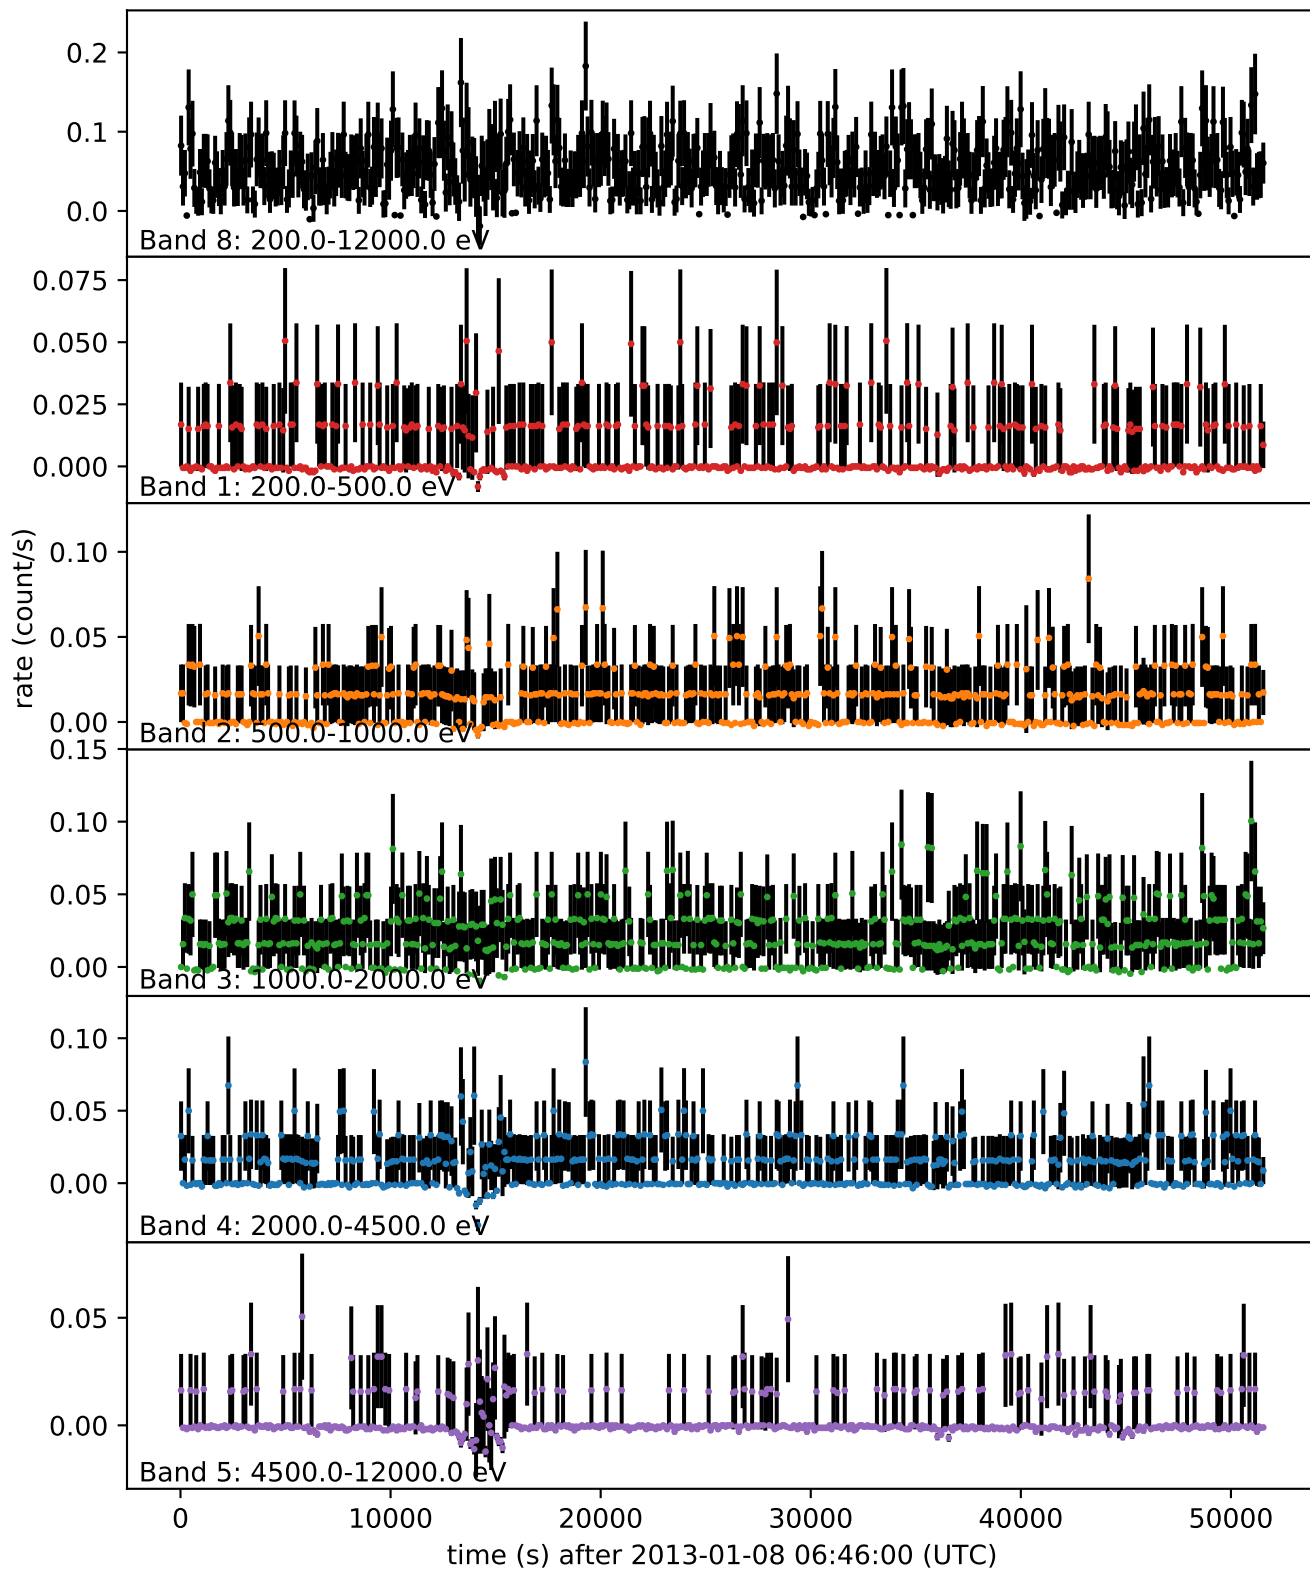 0.2
0.1
0.0
Band 8: 200.0-12000.0 eV
0.075
0.050
0.025
0.000
Band 1: 200.0-500.0 eV
rate (count/s)
0.10
0.05
0.00
Band 2: 500.0-1000.0 eV
0.15
0.10
0.05
0.00
Band 3: 1000.0-2000.0 eV
0.10
0.05
0.00
Band 4: 2000.0-4500.0 eV
0.05
0.00
Band 5: 4500.0-12000.0 eV
0 10000 20000 30000 40000 50000
time (s) after 2013-01-08 06:46:00 (UTC)